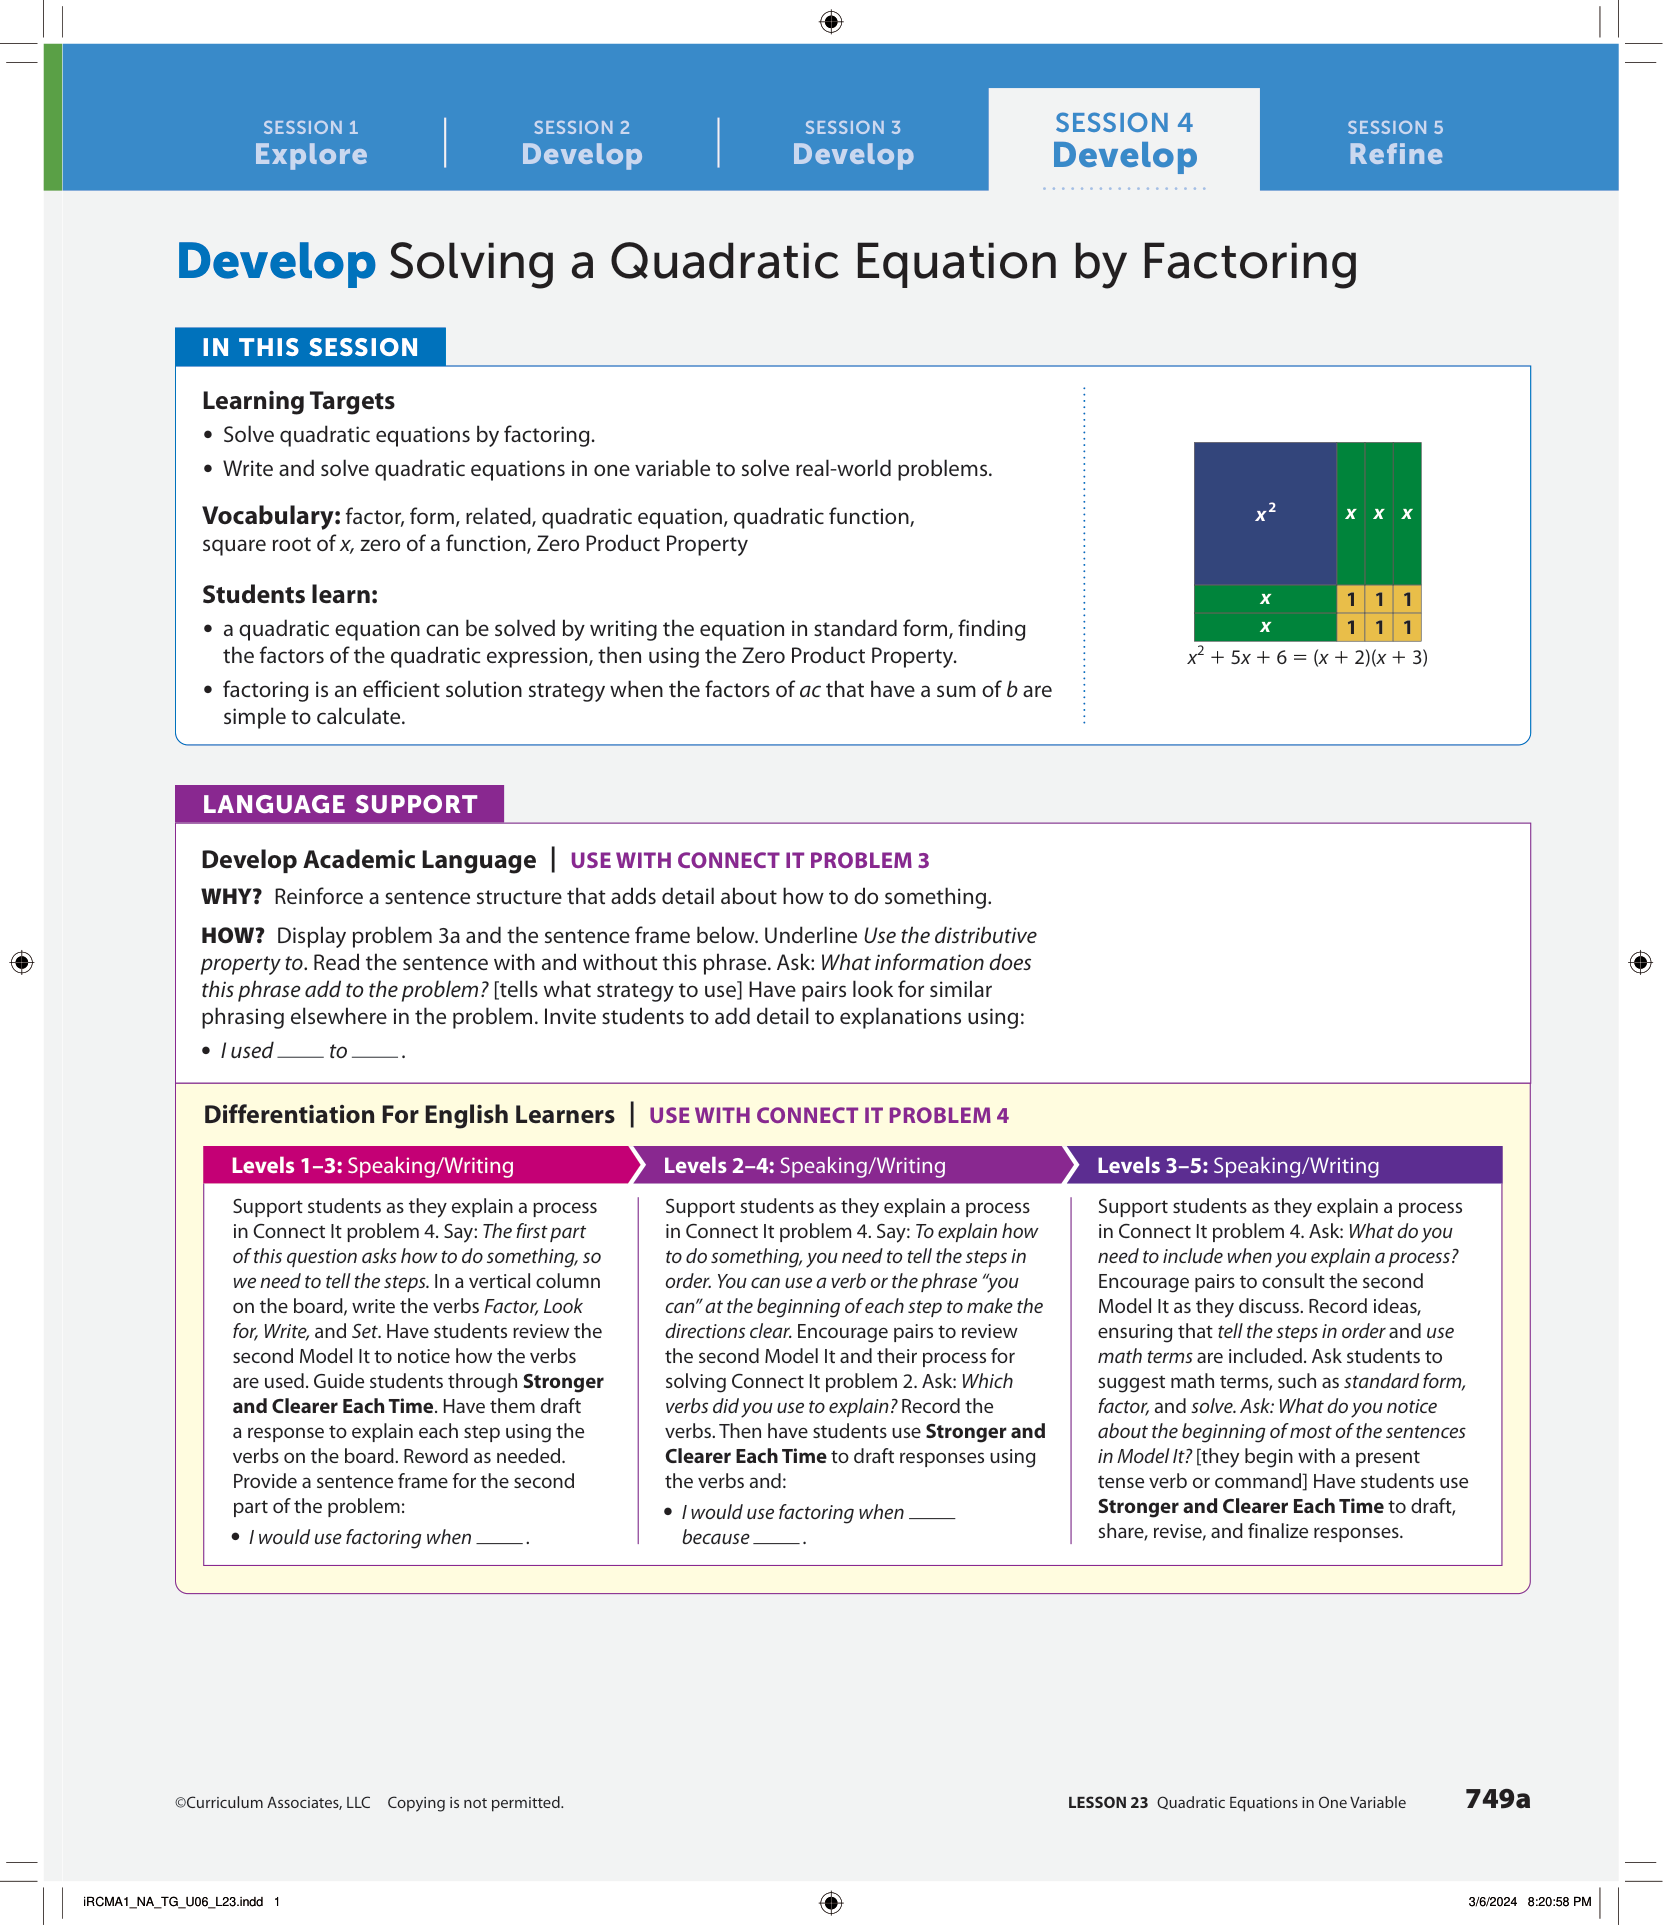 SESSION 1
Explore
SESSION 2
Develop
SESSION 3
Develop
SESSION 4
Develop
SESSION 5
Refine
Develop Solving a Quadratic Equation by Factoring
IN THIS SESSION
Learning Targets
• Solve quadratic equations by factoring.
• Write and solve quadratic equations in one variable to solve real-world problems.
Vocabulary: factor, form, related, quadratic equation, quadratic function,
square root of x, zero of a function, Zero Product Property
Students learn:
• a quadratic equation can be solved by writing the equation in standard form, finding
the factors of the quadratic expression, then using the Zero Product Property.
• factoring is an efficient solution strategy when the factors of ac that have a sum of b are
simple to calculate.
x² x x x
x 1 1 1
x 1 1 1
x² + 5x + 6 = (x + 2)(x + 3)
LANGUAGE SUPPORT
Develop Academic Language | USE WITH CONNECT IT PROBLEM 3
WHY? Reinforce a sentence structure that adds detail about how to do something.
HOW? Display problem 3a and the sentence frame below. Underline Use the distributive
property to. Read the sentence with and without this phrase. Ask: What information does
this phrase add to the problem? [tells what strategy to use] Have pairs look for similar
phrasing elsewhere in the problem. Invite students to add detail to explanations using:
• I used ____ to ____ .
Differentiation For English Learners | USE WITH CONNECT IT PROBLEM 4
Levels 1–3: Speaking/Writing
Support students as they explain a process
in Connect It problem 4. Say: The first part
of this question asks how to do something, so
we need to tell the steps. In a vertical column
on the board, write the verbs Factor, Look
for, Write, and Set. Have students review the
second Model It to notice how the verbs
are used. Guide students through Stronger
and Clearer Each Time. Have them draft
a response to explain each step using the
verbs on the board. Reword as needed.
Provide a sentence frame for the second
part of the problem:
• I would use factoring when ____ .
Levels 2–4: Speaking/Writing
Support students as they explain a process
in Connect It problem 4. Say: To explain how
to do something, you need to tell the steps in
order. You can use a verb or the phrase “you
can” at the beginning of each step to make the
directions clear. Encourage pairs to review
the second Model It and their process for
solving Connect It problem 2. Ask: Which
verbs did you use to explain? Record the
verbs. Then have students use Stronger and
Clearer Each Time to draft responses using
the verbs and:
• I would use factoring when ____
because ____ .
Levels 3–5: Speaking/Writing
Support students as they explain a process
in Connect It problem 4. Ask: What do you
need to include when you explain a process?
Encourage pairs to consult the second
Model It as they discuss. Record ideas,
ensuring that tell the steps in order and use
math terms are included. Ask students to
suggest math terms, such as standard form,
factor, and solve. Ask: What do you notice
about the beginning of most of the sentences
in Model It? [they begin with a present
tense verb or command] Have students use
Stronger and Clearer Each Time to draft,
share, revise, and finalize responses.
©Curriculum Associates, LLC Copying is not permitted.
LESSON 23 Quadratic Equations in One Variable 749a
iRCMA1_NA_TG_U06_L23.indd 1
3/6/2024 8:20:58 PM